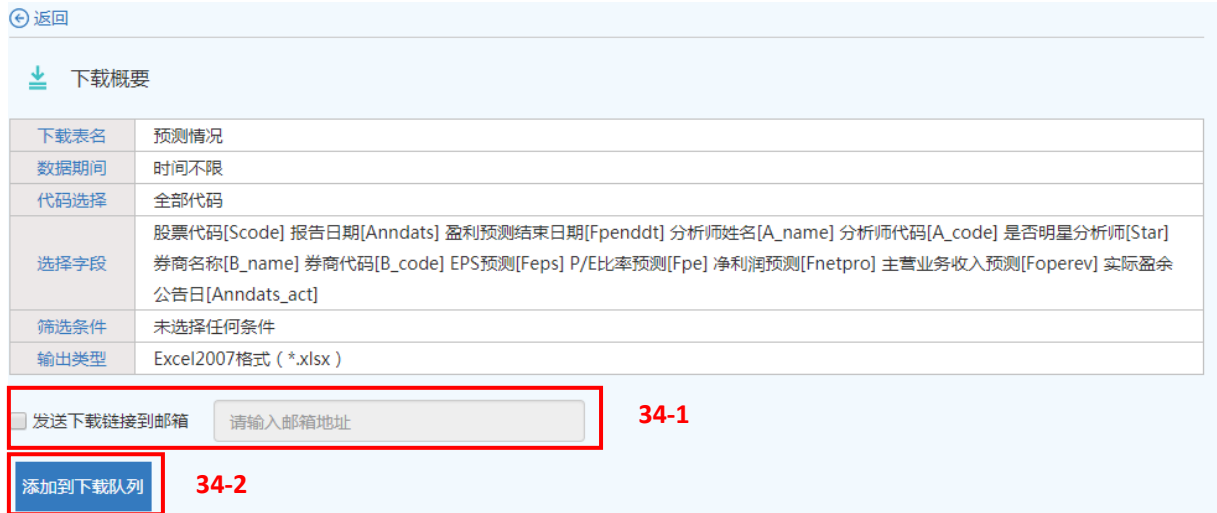 返回
下载概要
下载表名 预测情况
数据期间 时间不限
代码选择 全部代码
选择字段 股票代码[Scode] 报告日期[Anndats] 盈利预测结束日期[Fpenddt] 分析师姓名[A_name] 分析师代码[A_code] 是否明星分析师[Star]
券商名称[B_name] 券商代码[B_code] EPS预测[Feps] P/E比率预测[Fpe] 净利润预测[Fnetpro] 主营业务收入预测[Foperev] 实际盈余
公告日[Anndats_act]
筛选条件 未选择任何条件
输出类型 Excel2007格式 ( *.xlsx )
发送下载链接到邮箱 请输入邮箱地址 34-1
添加到下载队列 34-2